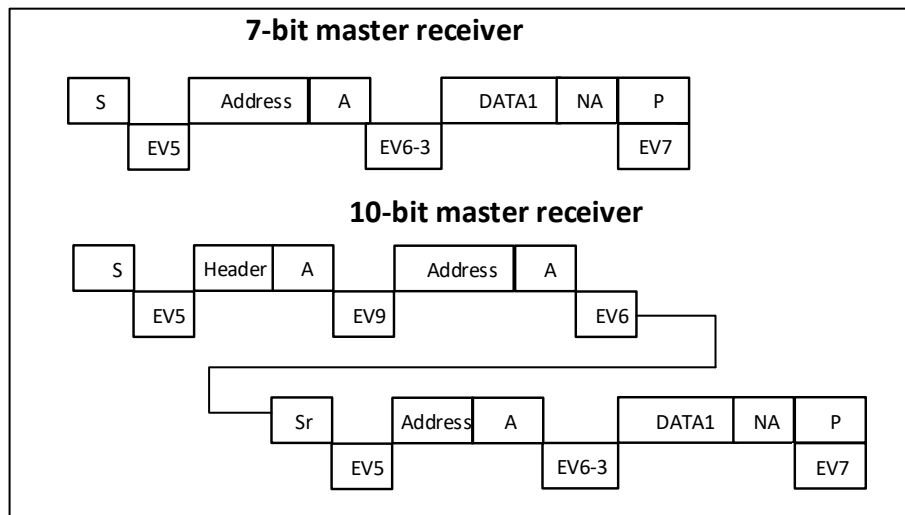 7-bit master receiver
S Address A DATA1 NA P
EV5 EV6-3 EV7
10-bit master receiver
S Header A Address A
EV5 EV9 EV6
Sr Address A DATA1 NA P
EV5 EV6-3 EV7